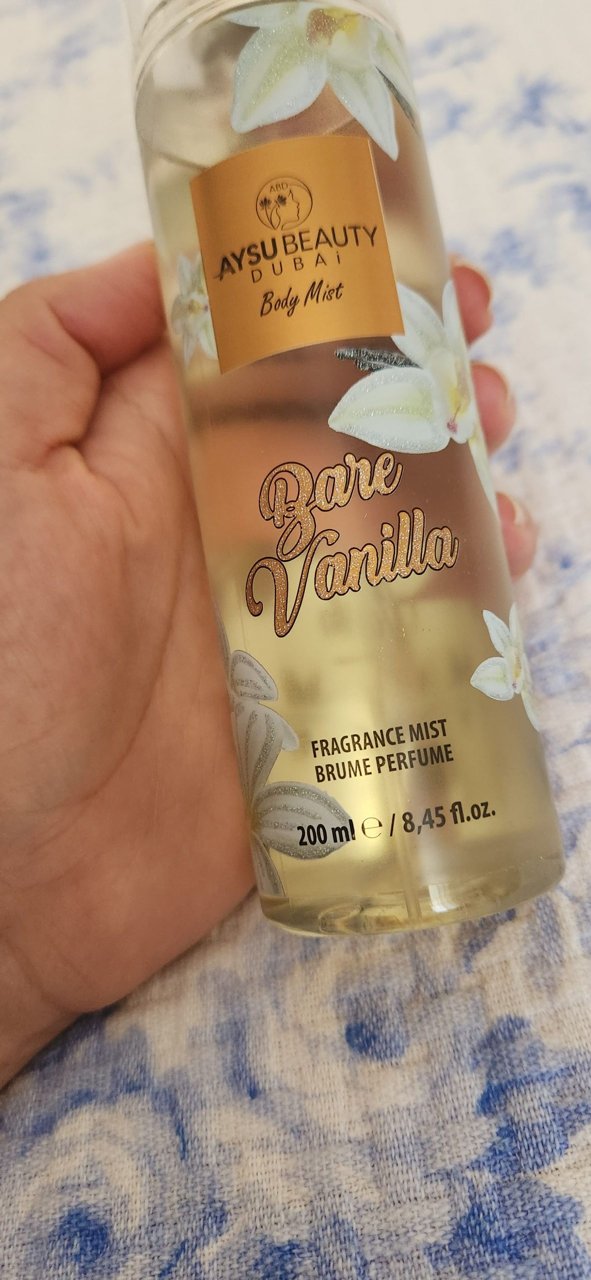 ABD
AYSU BEAUTY
DUBAİ
Body Mist
Bare
Vanilla
FRAGRANCE MIST
BRUME PERFUME
200 ml ℮ / 8,45 fl.oz.